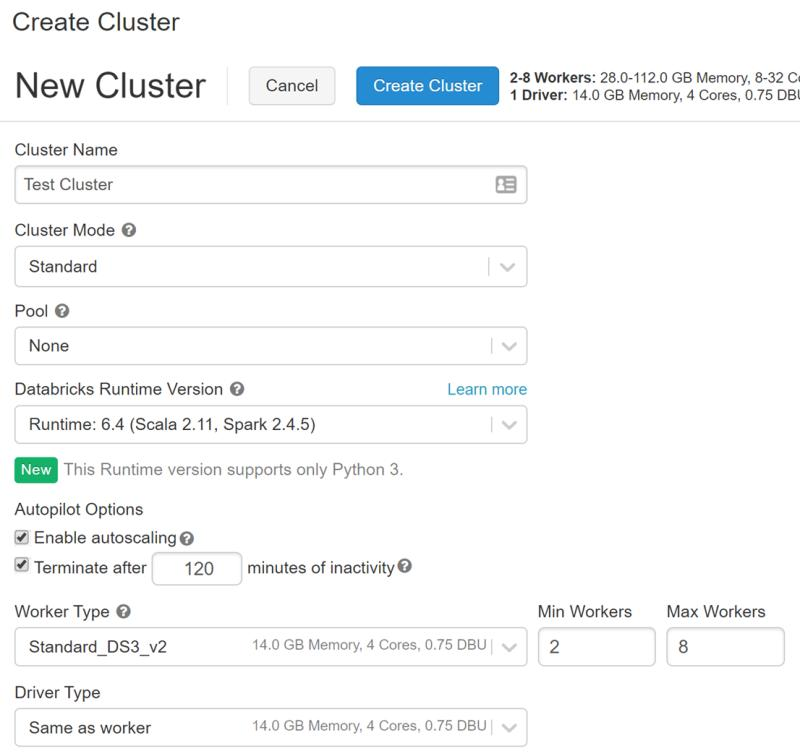 Create Cluster
New Cluster
Cancel
Create Cluster
2-8 Workers: 28.0-112.0 GB Memory, 8-32 Co
1 Driver: 14.0 GB Memory, 4 Cores, 0.75 DBU
Cluster Name
Test Cluster
Cluster Mode ?
Standard
Pool ?
None
Databricks Runtime Version ? Learn more
Runtime: 6.4 (Scala 2.11, Spark 2.4.5)
New This Runtime version supports only Python 3.
Autopilot Options
Enable autoscaling ?
Terminate after 120 minutes of inactivity ?
Worker Type ? Min Workers Max Workers
Standard_DS3_v2 14.0 GB Memory, 4 Cores, 0.75 DBU 2 8
Driver Type
Same as worker 14.0 GB Memory, 4 Cores, 0.75 DBU